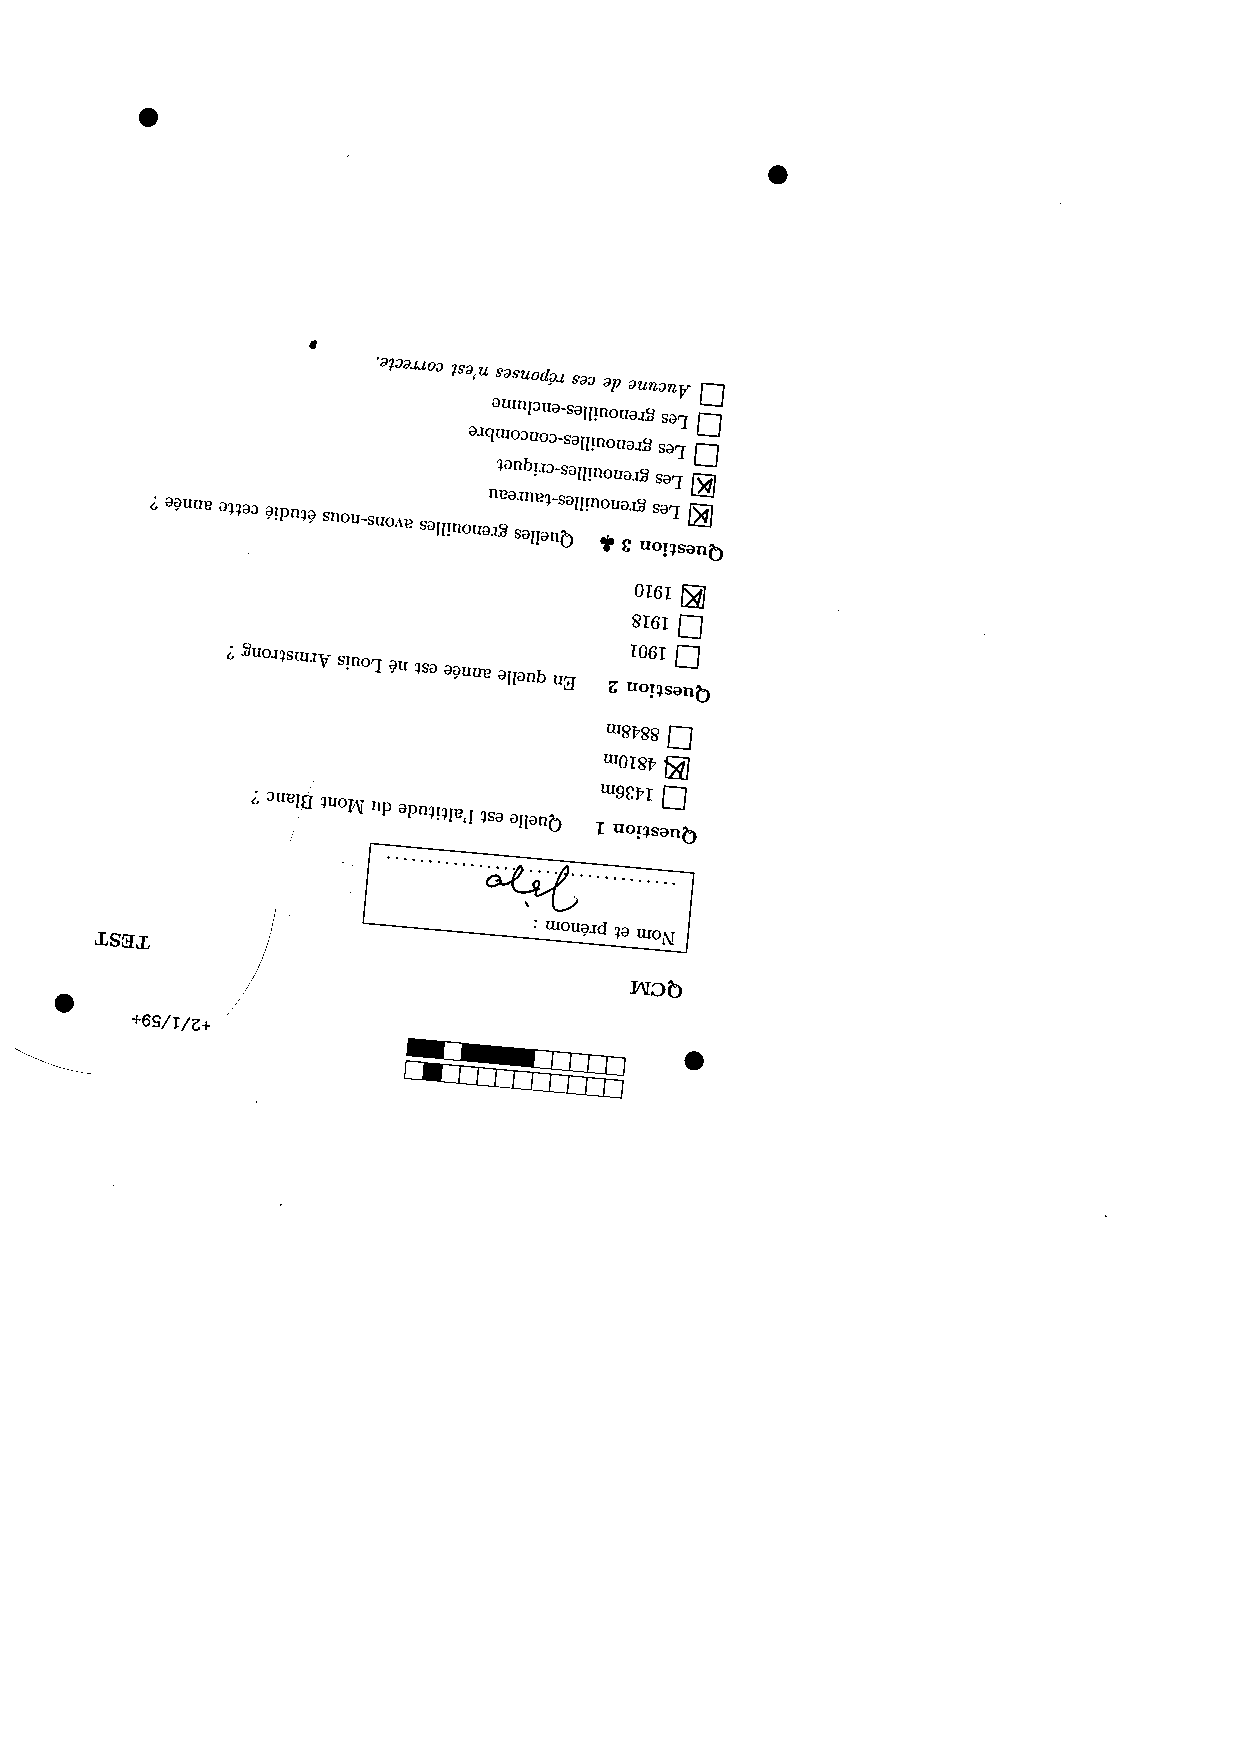 +2/1/59+
QCM
TEST
Nom et prénom :
Question 1 Quelle est l'altitude du Mont Blanc ?
1436m
4810m
8848m
Question 2 En quelle année est né Louis Armstrong ?
1901
1918
1910
Question 3 ♣ Quelles grenouilles avons-nous étudié cette année ?
Les grenouilles-taureau
Les grenouilles-criquet
Les grenouilles-concombre
Les grenouilles-enclume
Aucune de ces réponses n'est correcte.